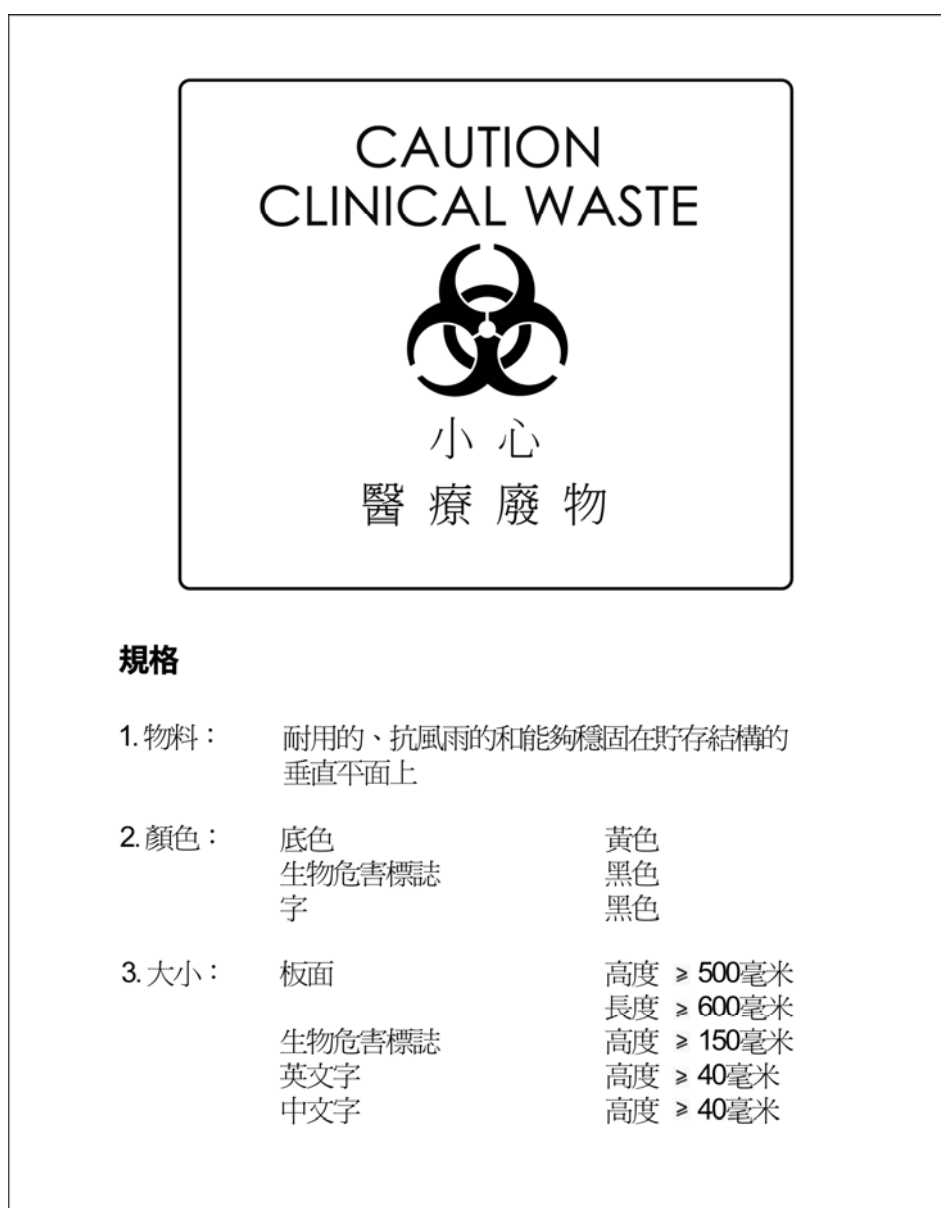 CAUTION
CLINICAL WASTE
小心
醫療廢物
規格
1. 物料： 耐用的、抗風雨的和能夠穩固在貯存結構的
垂直平面上
2. 顏色： 底色 黃色
生物危害標誌 黑色
字 黑色
3. 大小： 板面 高度 ≥ 500毫米
長度 ≥ 600毫米
生物危害標誌 高度 ≥ 150毫米
英文字 高度 ≥ 40毫米
中文字 高度 ≥ 40毫米